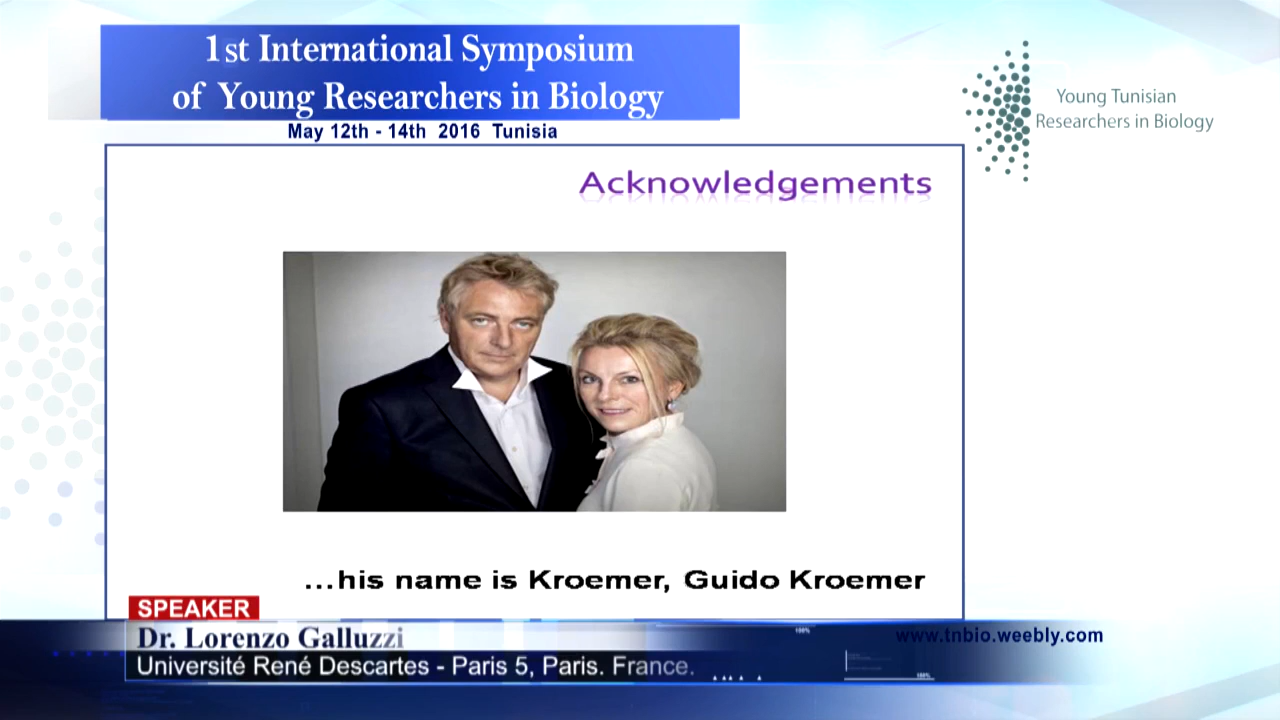 1st International Symposium
of Young Researchers in Biology
May 12th - 14th 2016 Tunisia
Young Tunisian
Researchers in Biology
Acknowledgements
...his name is Kroemer, Guido Kroemer
SPEAKER
Dr. Lorenzo Galluzzi
Université René Descartes - Paris 5, Paris. France.
www.tnbio.weebly.com
100%
100%